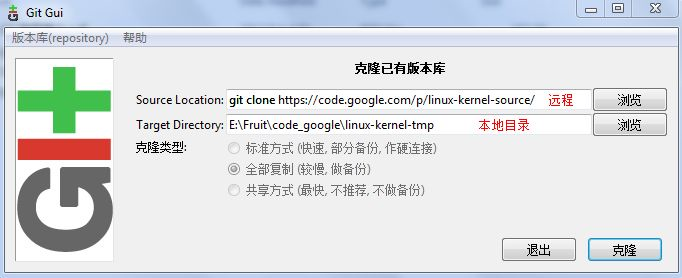 Git Gui
版本库(repository) 帮助
克隆已有版本库
Source Location: git clone https://code.google.com/p/linux-kernel-source/ 远程 浏览
Target Directory: E:\Fruit\code_google\linux-kernel-tmp 本地目录 浏览
克隆类型: 标准方式 (快速, 部分备份, 作硬连接)
全部复制 (较慢, 做备份)
共享方式 (最快, 不推荐, 不做备份)
git
退出 克隆